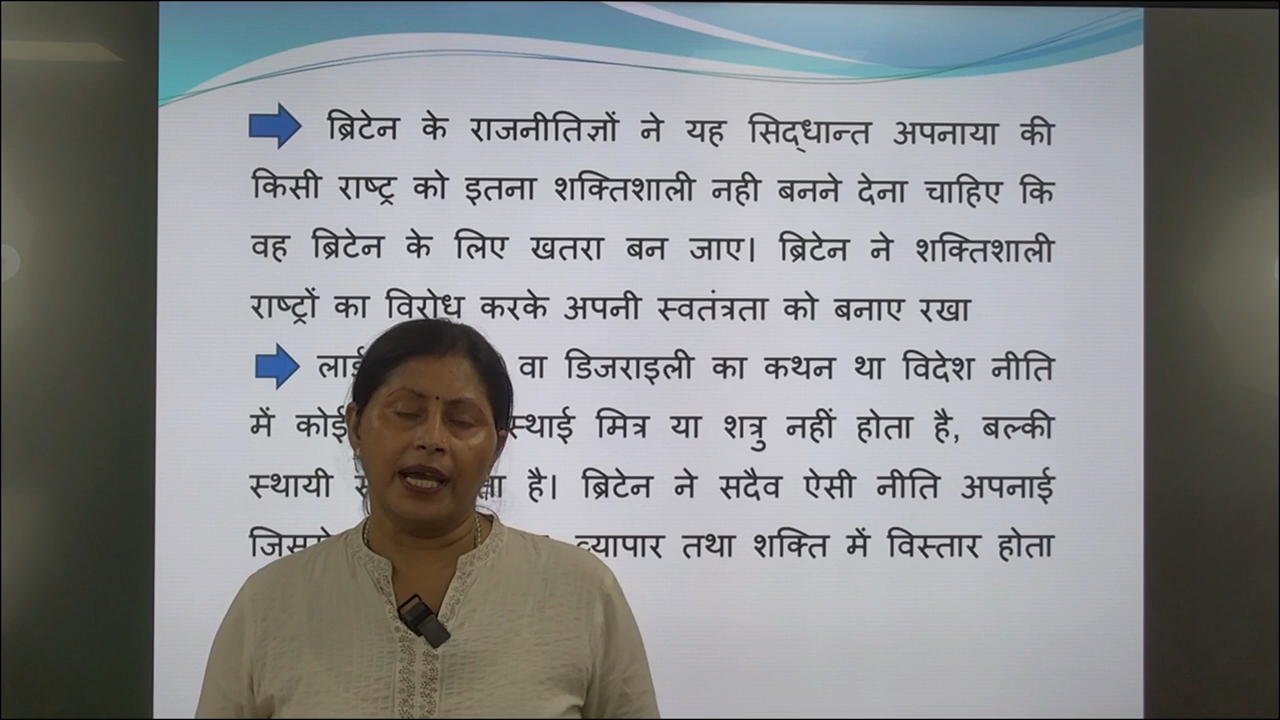 ब्रिटेन के राजनीतिज्ञों ने यह सिद्धान्त अपनाया की
किसी राष्ट्र को इतना शक्तिशाली नही बनने देना चाहिए कि
वह ब्रिटेन के लिए खतरा बन जाए। ब्रिटेन ने शक्तिशाली
राष्ट्रों का विरोध करके अपनी स्वतंत्रता को बनाए रखा
वा डिजराइली का कथन था विदेश नीति
में कोई स्थाई मित्र या शत्रु नहीं होता है, बल्की
स्थायी है। ब्रिटेन ने सदैव ऐसी नीति अपनाई
व्यापार तथा शक्ति में विस्तार होता